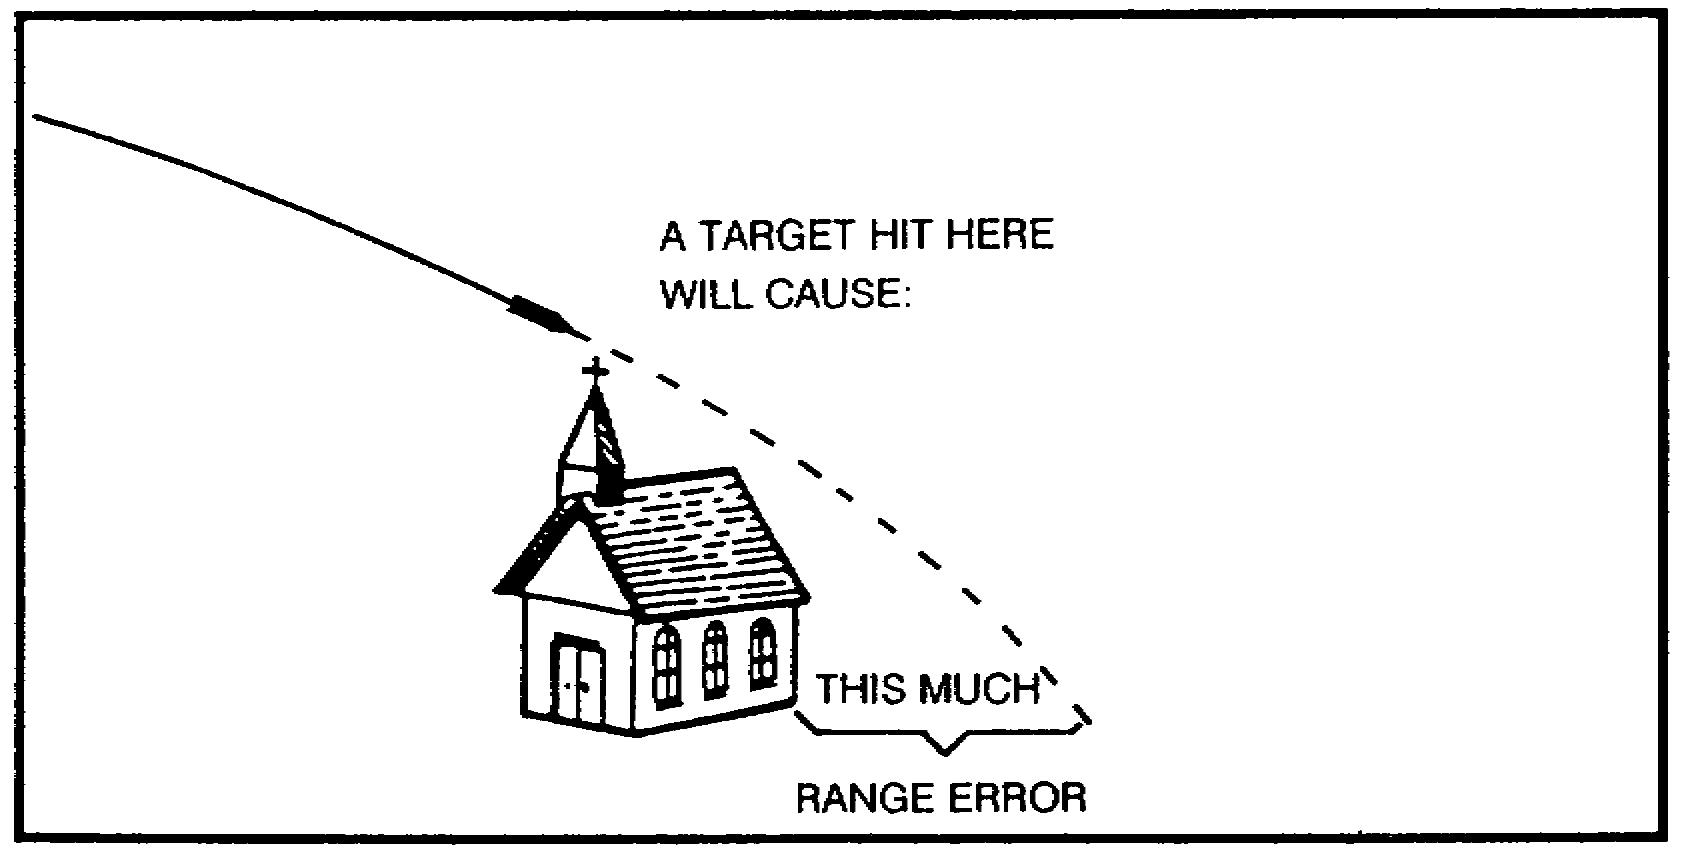 A TARGET HIT HERE
WILL CAUSE:
THIS MUCH
RANGE ERROR